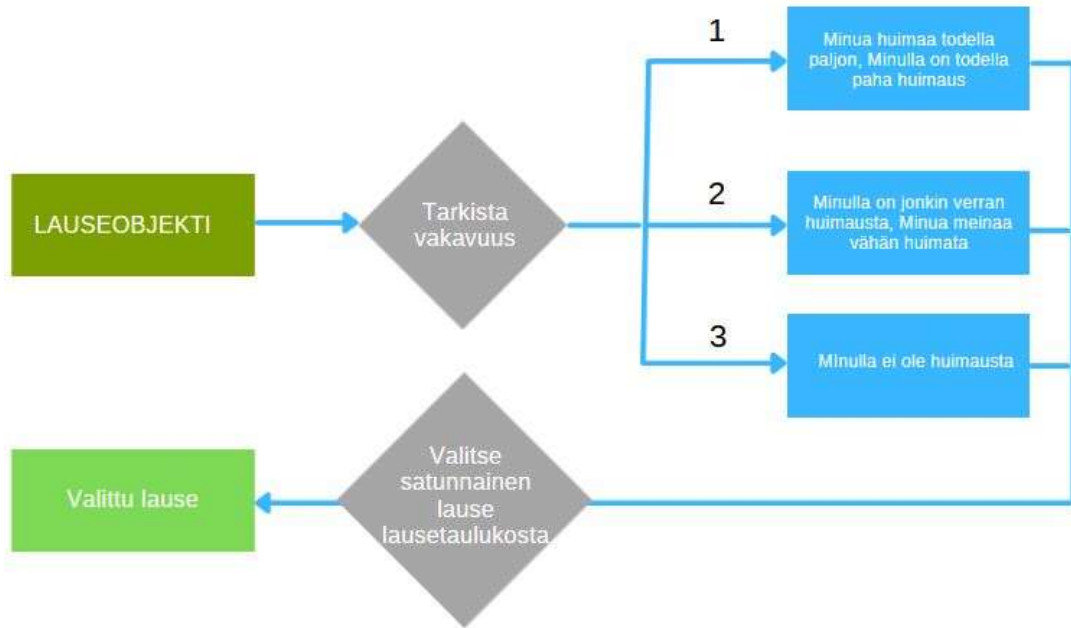 LAUSEOBJEKTI
Tarkista
vakavuus
1
Minua huimaa todella
paljon, Minulla on todella
paha huimaus
2
Minulla on jonkin verran
huimausta, Minua meinaa
vähän huimata
3
MInulla ei ole huimausta
Valitse
satunnainen
lause
lausetaulukosta
Valittu lause